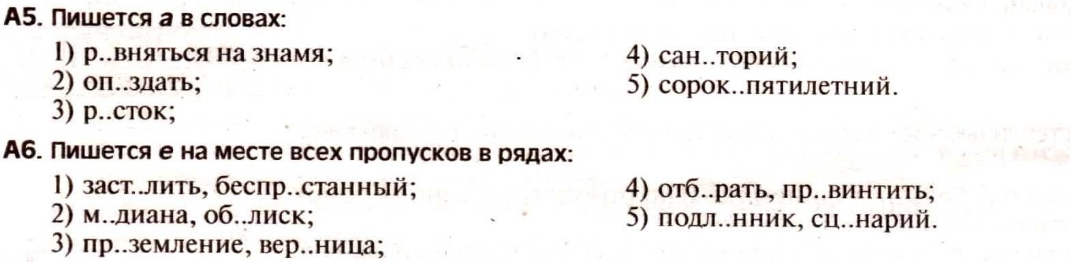 А5. Пишется а в словах:
1) р..вняться на знамя;
2) оп..здать;
3) р..сток;
4) сан..торий;
5) сорок..пятилетний.
А6. Пишется е на месте всех пропусков в рядах:
1) заст..лить, беспр..станный;
2) м..диана, об..лиск;
3) пр..земление, вер..ница;
4) отб..рать, пр..винтить;
5) подл..нник, сц..нарий.